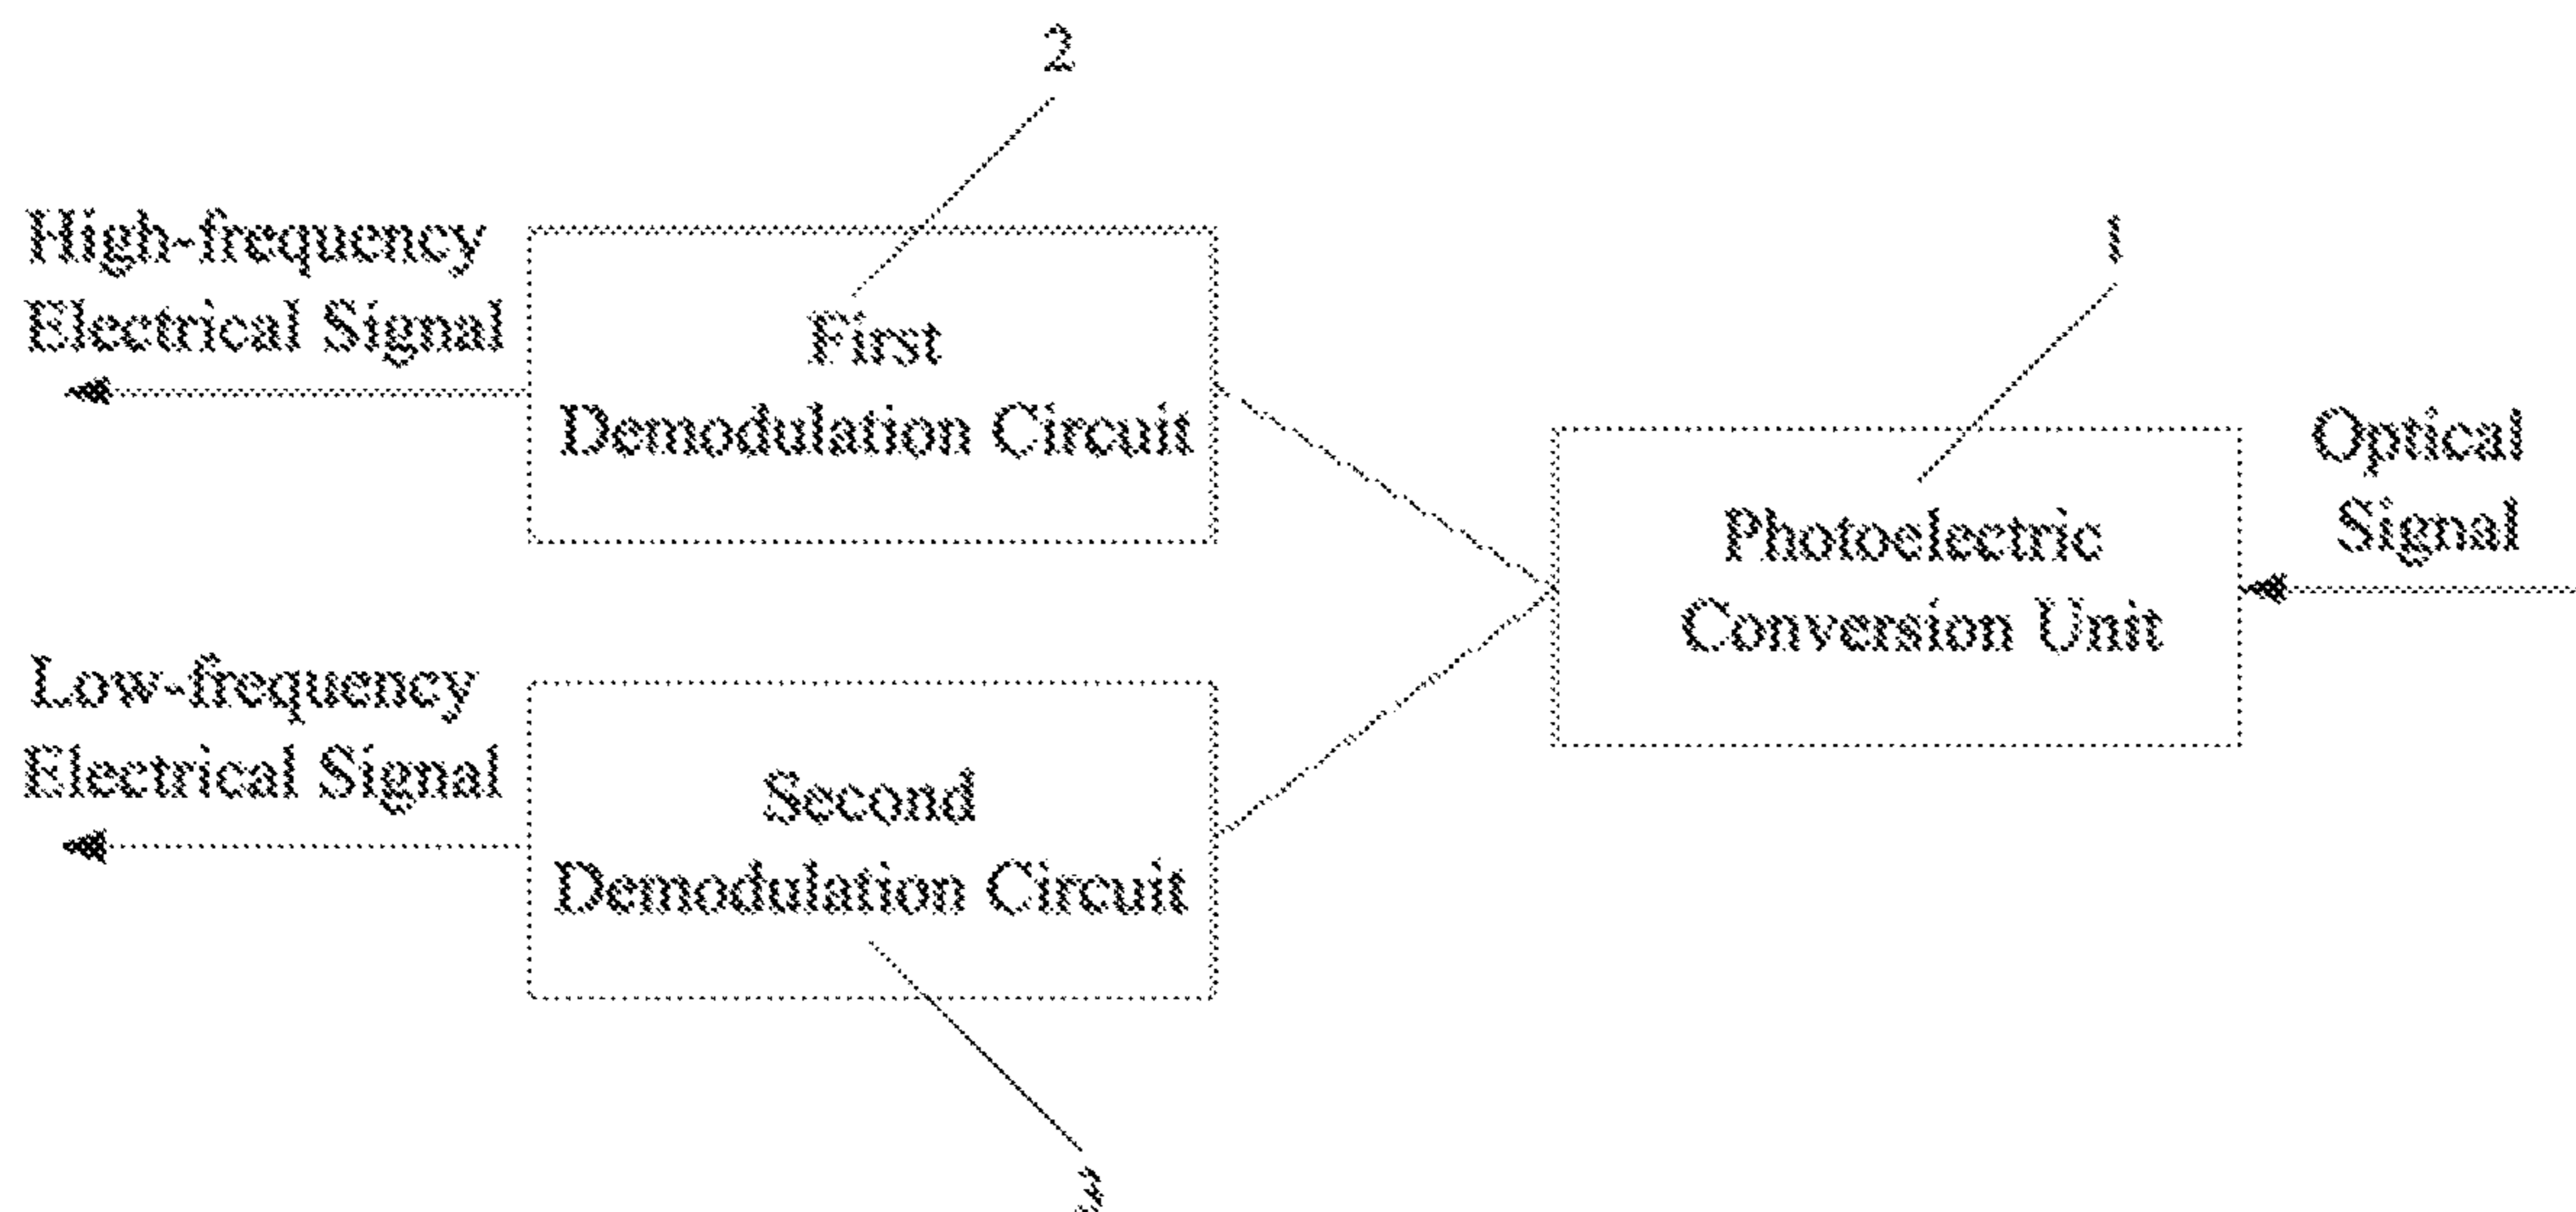 2
High-frequency
Electrical Signal
First
Demodulation Circuit
1
Photoelectric
Conversion Unit
Optical
Signal
Low-frequency
Electrical Signal
Second
Demodulation Circuit
3